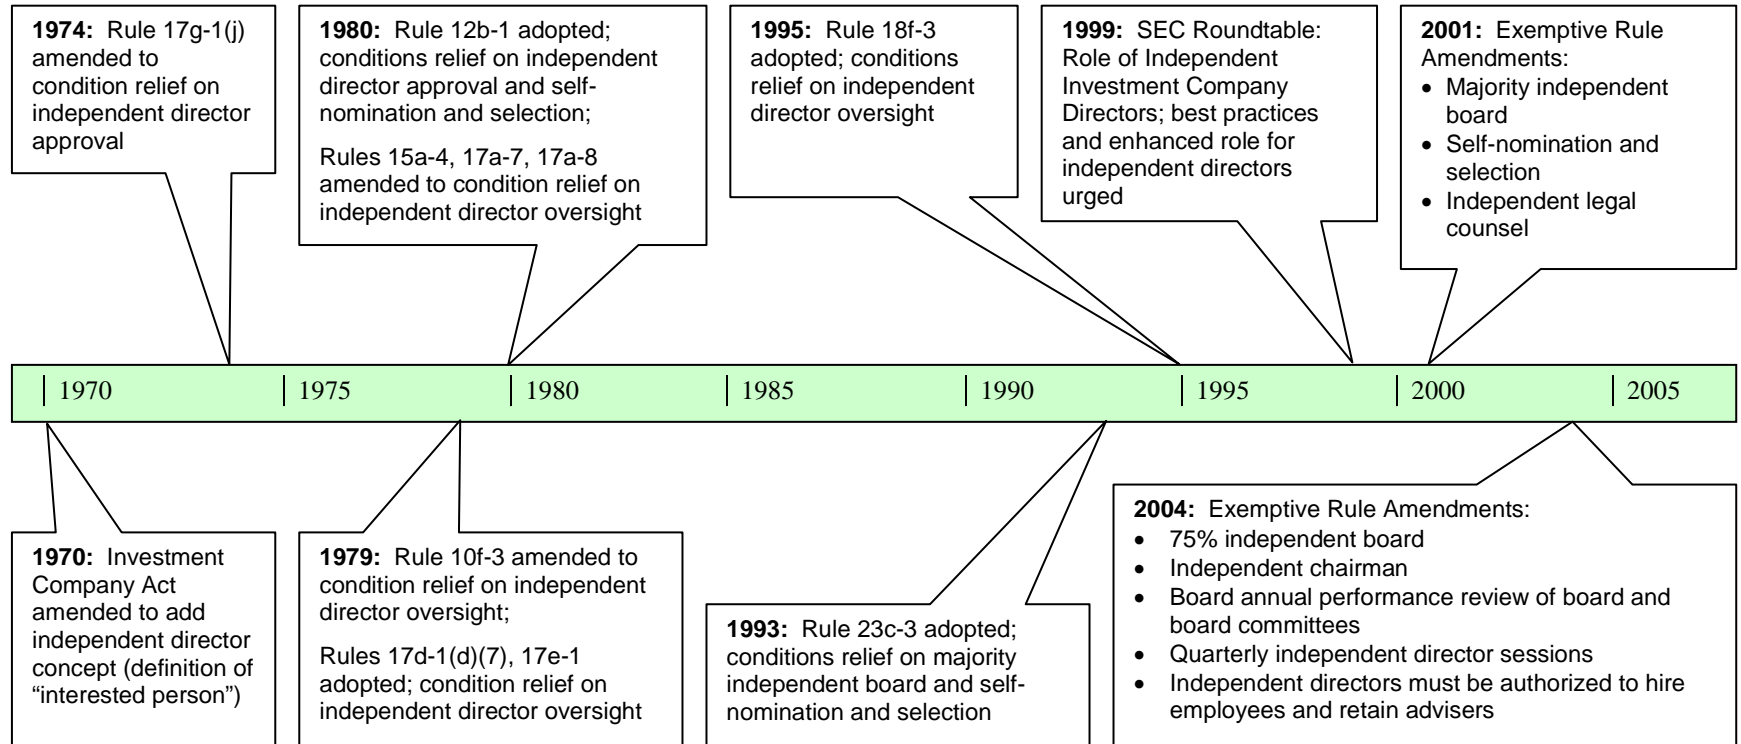 1974: Rule 17g-1(j)
amended to
condition relief on
independent director
approval
1980: Rule 12b-1 adopted;
conditions relief on independent
director approval and self-
nomination and selection;
Rules 15a-4, 17a-7, 17a-8
amended to condition relief on
independent director oversight
1995: Rule 18f-3
adopted; conditions
relief on independent
director oversight
1999: SEC Roundtable:
Role of Independent
Investment Company
Directors; best practices
and enhanced role for
independent directors
urged
2001: Exemptive Rule
Amendments:
• Majority independent
board
• Self-nomination and
selection
• Independent legal
counsel
1970
1975
1980
1985
1990
1995
2000
2005
1970: Investment
Company Act
amended to add
independent director
concept (definition of
“interested person”)
1979: Rule 10f-3 amended to
condition relief on independent
director oversight;
Rules 17d-1(d)(7), 17e-1
adopted; condition relief on
independent director oversight
1993: Rule 23c-3 adopted;
conditions relief on majority
independent board and self-
nomination and selection
2004: Exemptive Rule Amendments:
• 75% independent board
• Independent chairman
• Board annual performance review of board and
board committees
• Quarterly independent director sessions
• Independent directors must be authorized to hire
employees and retain advisers